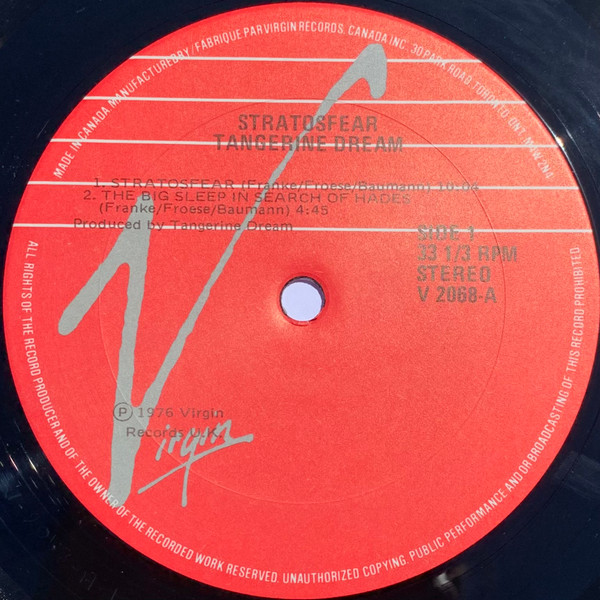 MADE IN CANADA. MANUFACTURED BY / FABRIQUE PAR VIRGIN RECORDS. CANADA INC. 30 PARK ROAD TORONTO. ONT. M4W 2N4
STRATOSFEAR
TANGERINE DREAM
1. STRATOSFEAR (Franke/Froese/Baumann) 10:04
2. THE BIG SLEEP IN SEARCH OF HADES
(Franke/Froese/Baumann) 4:45
Produced by Tangerine Dream
SIDE 1
33 1/3 RPM
STEREO
V 2068-A
Ⓟ 1976 Virgin
Records U.K.
Virgin
ALL RIGHTS OF THE RECORD PRODUCER AND OF THE OWNER OF THE RECORDED WORK RESERVED. UNAUTHORIZED COPYING. PUBLIC PERFORMANCE AND/OR BROADCASTING OF THIS RECORD PROHIBITED